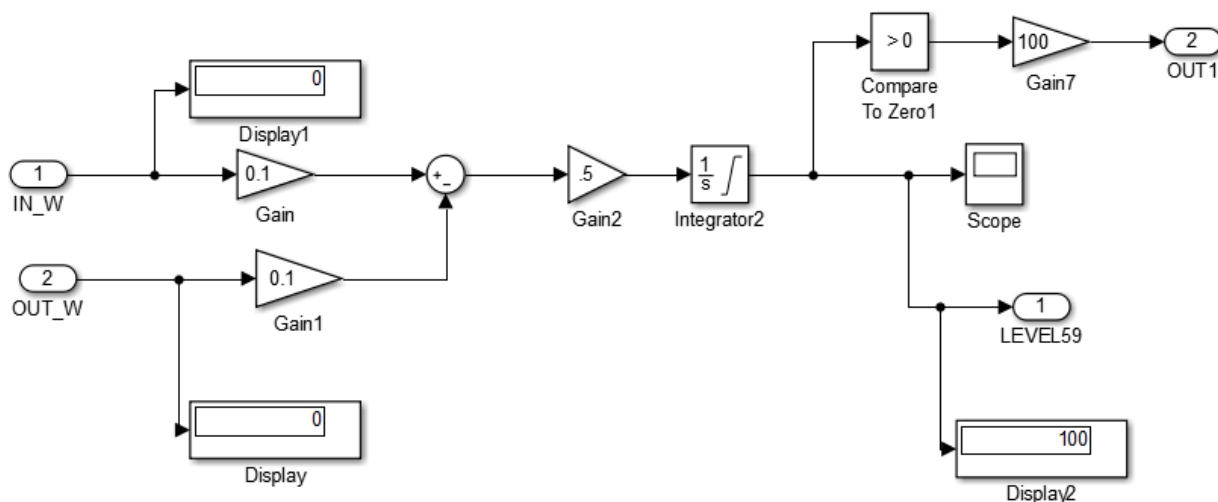 > 0
100
2
OUT1
Compare
To Zero1
Gain7
0
Display1
1
IN_W
0.1
Gain
+
−
.5
Gain2
1
s
Integrator2
Scope
2
OUT_W
0.1
Gain1
1
LEVEL59
0
Display
100
Display2